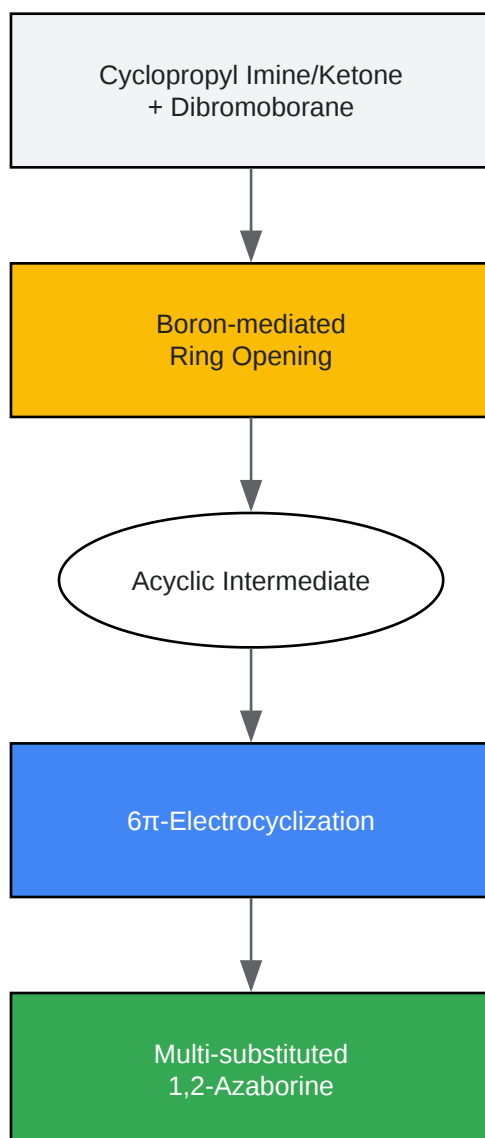 Cyclopropyl Imine/Ketone
+ Dibromoborane
Boron-mediated
Ring Opening
Acyclic Intermediate
6π-Electrocyclization
Multi-substituted
1,2-Azaborine